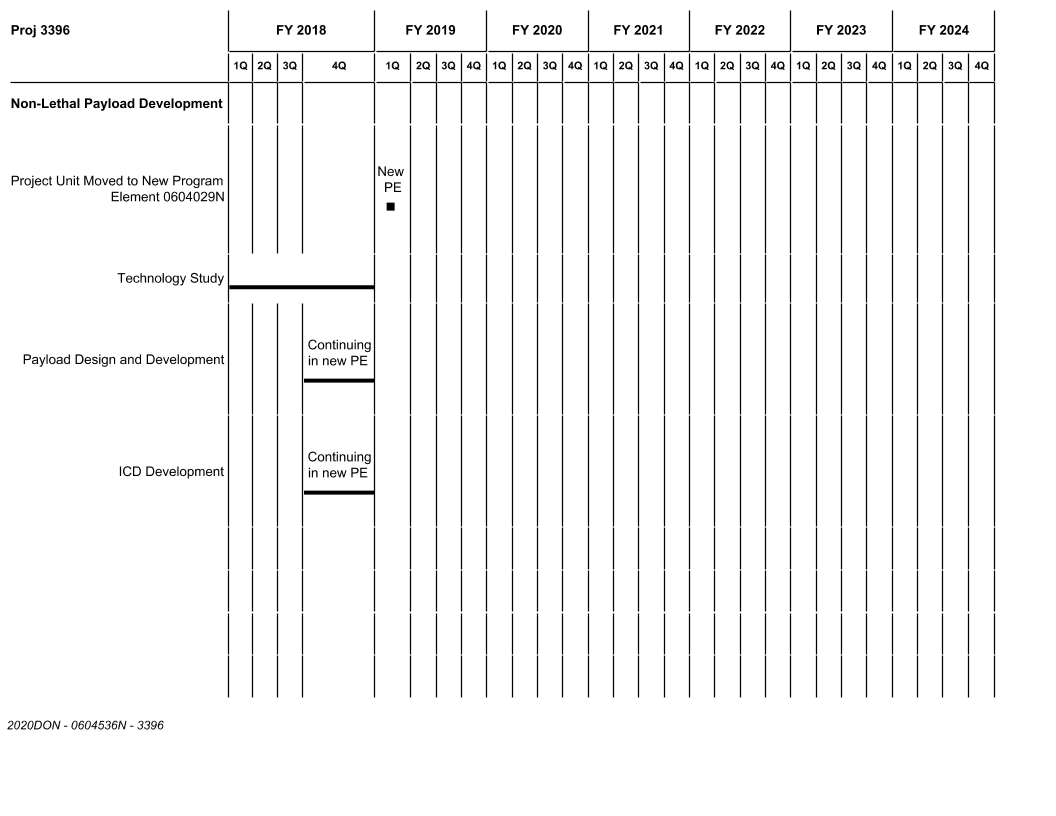 Proj 3396 FY 2018 FY 2019 FY 2020 FY 2021 FY 2022 FY 2023 FY 2024
1Q 2Q 3Q 4Q 1Q 2Q 3Q 4Q 1Q 2Q 3Q 4Q 1Q 2Q 3Q 4Q 1Q 2Q 3Q 4Q 1Q 2Q 3Q 4Q 1Q 2Q 3Q 4Q
Non-Lethal Payload Development
Project Unit Moved to New Program
Element 0604029N
New
PE
Technology Study
Payload Design and Development
Continuing
in new PE
ICD Development
Continuing
in new PE
2020DON - 0604536N - 3396